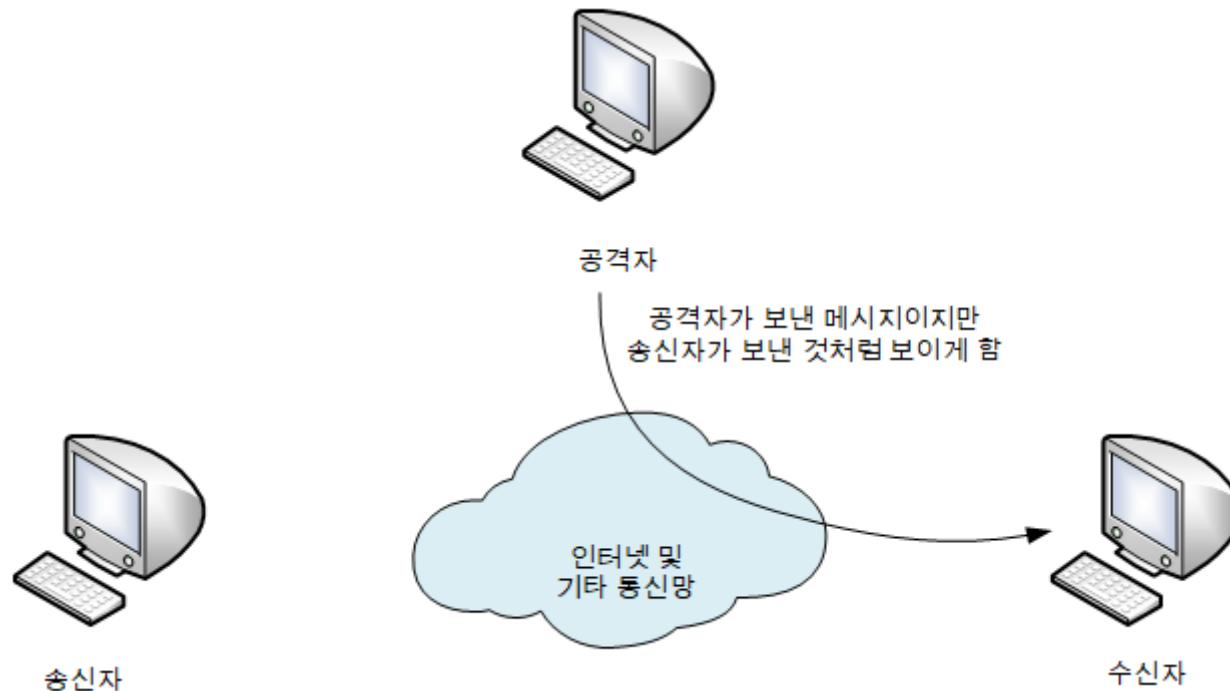 공격자
공격자가 보낸 메시지이지만
송신자가 보낸 것처럼 보이게 함
인터넷 및
기타 통신망
송신자
수신자